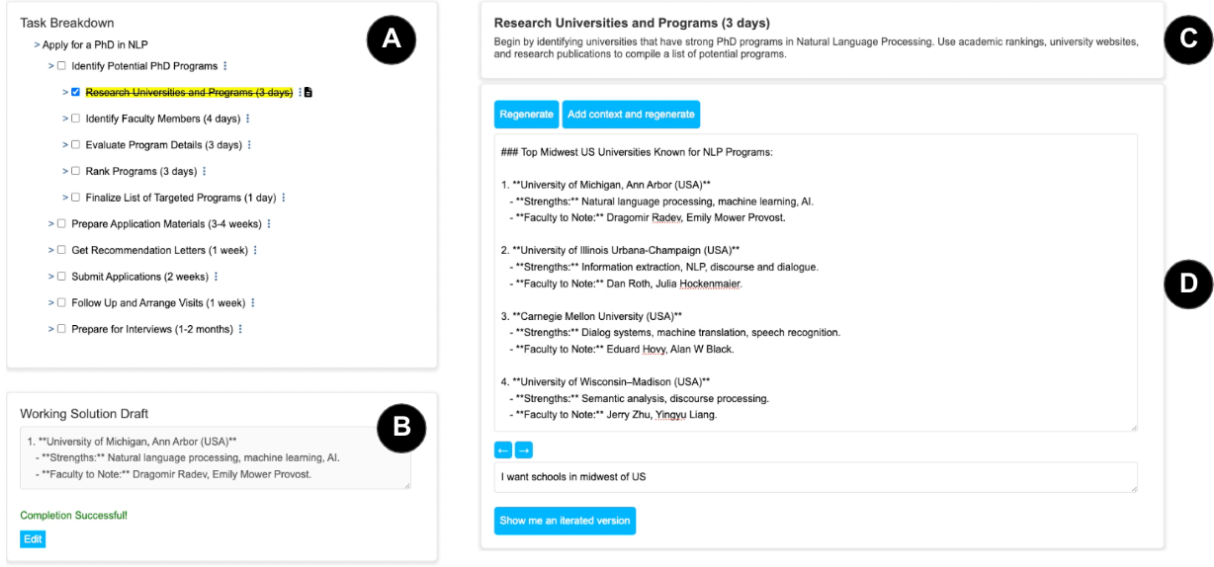 Task Breakdown
A
> Apply for a PhD in NLP
> Identify Potential PhD Programs
> Research Universities and Programs (3 days)
> Identify Faculty Members (4 days)
> Evaluate Program Details (3 days)
> Rank Programs (3 days)
> Finalize List of Targeted Programs (1 day)
> Prepare Application Materials (3-4 weeks)
> Get Recommendation Letters (1 week)
> Submit Applications (2 weeks)
> Follow Up and Arrange Visits (1 week)
> Prepare for Interviews (1-2 months)
Working Solution Draft
B
1. **University of Michigan, Ann Arbor (USA)**
- **Strengths:** Natural language processing, machine learning, AI.
- **Faculty to Note:** Dragomir Radev, Emily Mower Provost.
Completion Successful!
Edit
Research Universities and Programs (3 days)
C
Begin by identifying universities that have strong PhD programs in Natural Language Processing. Use academic rankings, university websites,
and research publications to compile a list of potential programs.
Regenerate
Add context and regenerate
### Top Midwest US Universities Known for NLP Programs:
1. **University of Michigan, Ann Arbor (USA)**
- **Strengths:** Natural language processing, machine learning, AI.
- **Faculty to Note:** Dragomir Radev, Emily Mower Provost.
2. **University of Illinois Urbana-Champaign (USA)**
- **Strengths:** Information extraction, NLP, discourse and dialogue.
- **Faculty to Note:** Dan Roth, Julia Hockenmaier.
D
3. **Carnegie Mellon University (USA)**
- **Strengths:** Dialog systems, machine translation, speech recognition.
- **Faculty to Note:** Eduard Hovy, Alan W Black.
4. **University of Wisconsin–Madison (USA)**
- **Strengths:** Semantic analysis, discourse processing.
- **Faculty to Note:** Jerry Zhu, Yingyu Liang.
← →
I want schools in midwest of US
Show me an iterated version